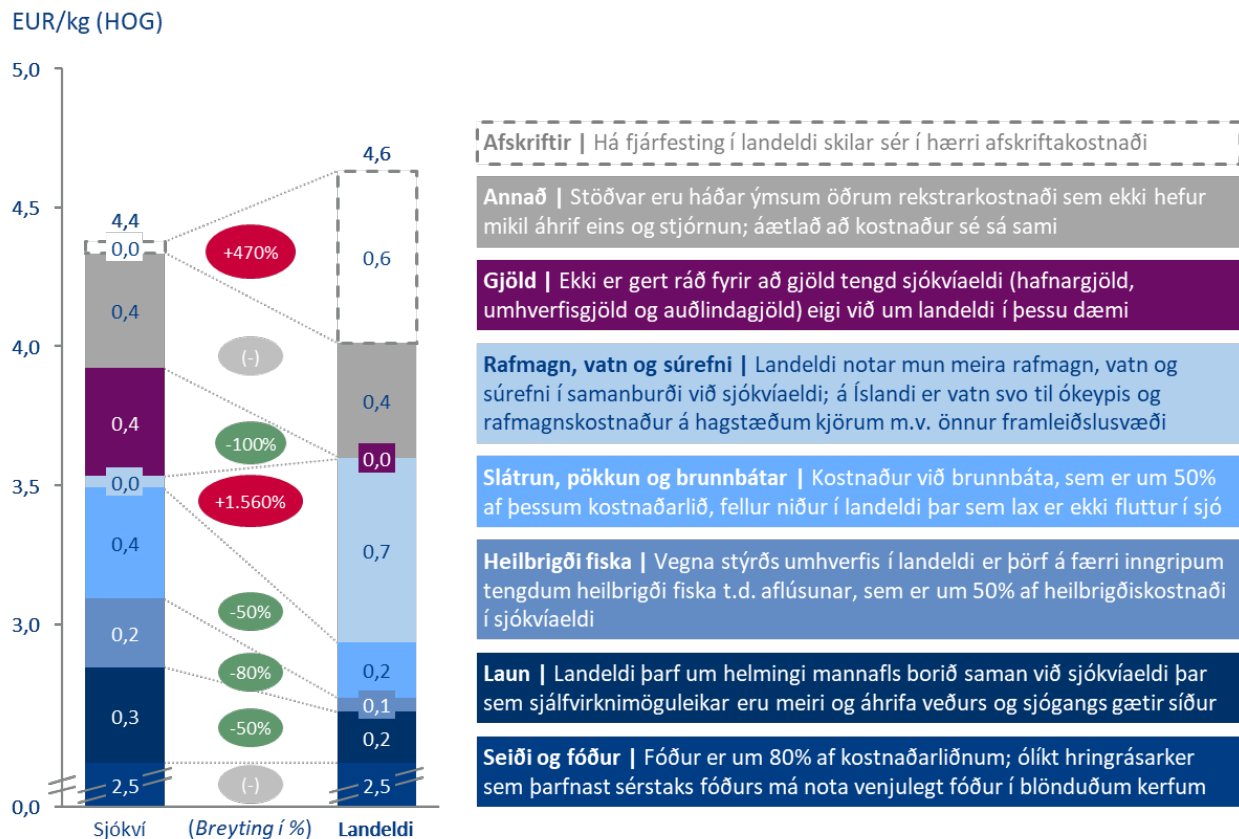 EUR/kg (HOG)
5,0
4,5
4,0
3,5
3,0
0,0
4,4
0,0
0,4
0,4
0,0
0,4
0,2
0,3
2,5
Sjókví
+470%
(-)
-100%
+1.560%
-50%
-80%
-50%
(-)
(Breyting í %)
4,6
0,6
0,4
0,0
0,7
0,2
0,1
0,2
2,5
Landeldi
Afskriftir | Há fjárfesting í landeldi skilar sér í hærri afskriftakostnaði
Annað | Stöðvar eru háðar ýmsum öðrum rekstrarkostnaði sem ekki hefur
mikil áhrif eins og stjórnun; áætlað að kostnaður sé sá sami
Gjöld | Ekki er gert ráð fyrir að gjöld tengd sjókvíaeldi (hafnargjöld,
umhverfisgjöld og auðlindagjöld) eigi við um landeldi í þessu dæmi
Rafmagn, vatn og súrefni | Landeldi notar mun meira rafmagn, vatn og
súrefni í samanburði við sjókvíaeldi; á Íslandi er vatn svo til ókeypis og
rafmagnskostnaður á hagstæðum kjörum m.v. önnur framleiðslusvæði
Slátrun, pökkun og brunnbátar | Kostnaður við brunnbáta, sem er um 50%
af þessum kostnaðarlið, fellur niður í landeldi þar sem lax er ekki fluttur í sjó
Heilbrigði fiska | Vegna stýrðs umhverfis í landeldi er þörf á færri inngripum
tengdum heilbrigði fiska t.d. aflúsunar, sem er um 50% af heilbrigðiskostnaði
í sjókvíaeldi
Laun | Landeldi þarf um helmingi mannafls borið saman við sjókvíaeldi þar
sem sjálfvirknimöguleikar eru meiri og áhrifa veðurs og sjógangs gætir síður
Seiði og fóður | Fóður er um 80% af kostnaðarliðnum; ólíkt hringrásarker
sem þarfnast sérstaks fóðurs má nota venjulegt fóður í blönduðum kerfum